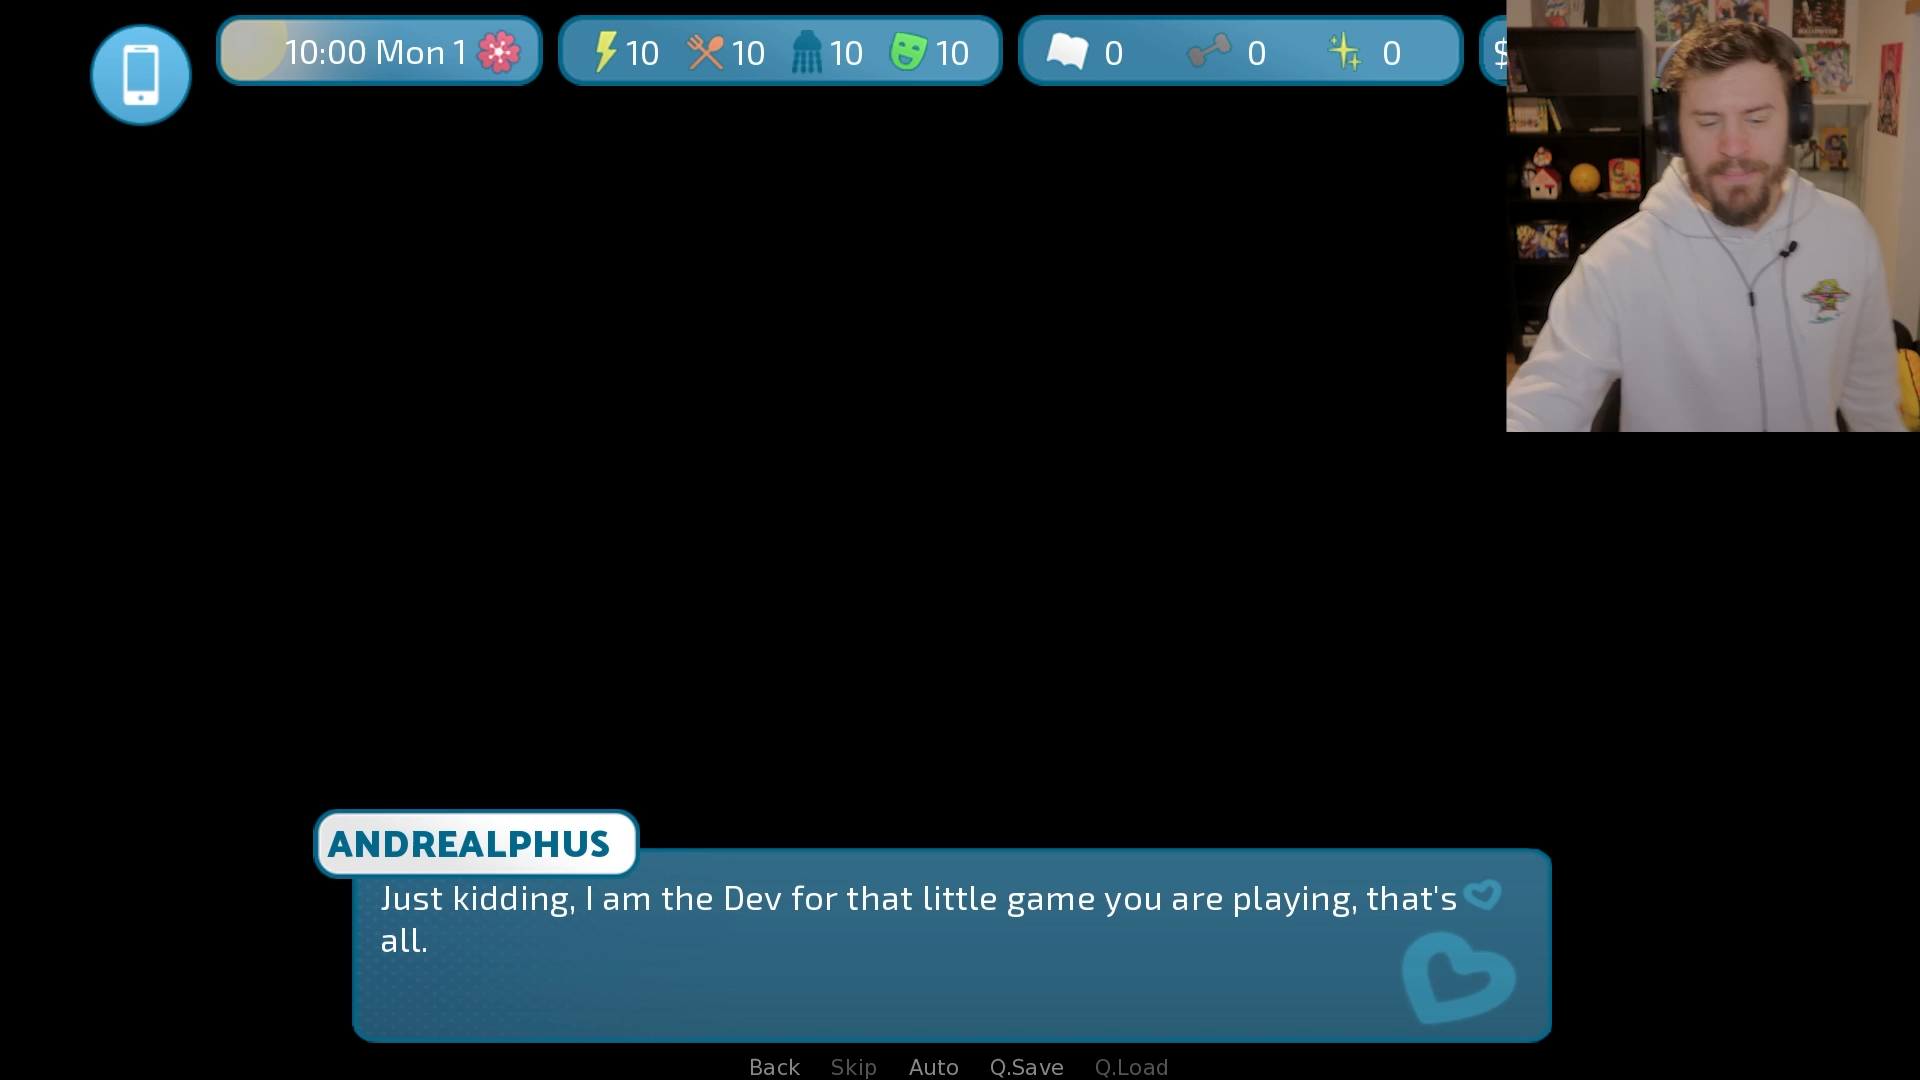 10:00 Mon 1
10 10 10 10
0 0 0
$
ANDREALPHUS
Just kidding, I am the Dev for that little game you are playing, that's
all.
Back Skip Auto Q.Save Q.Load